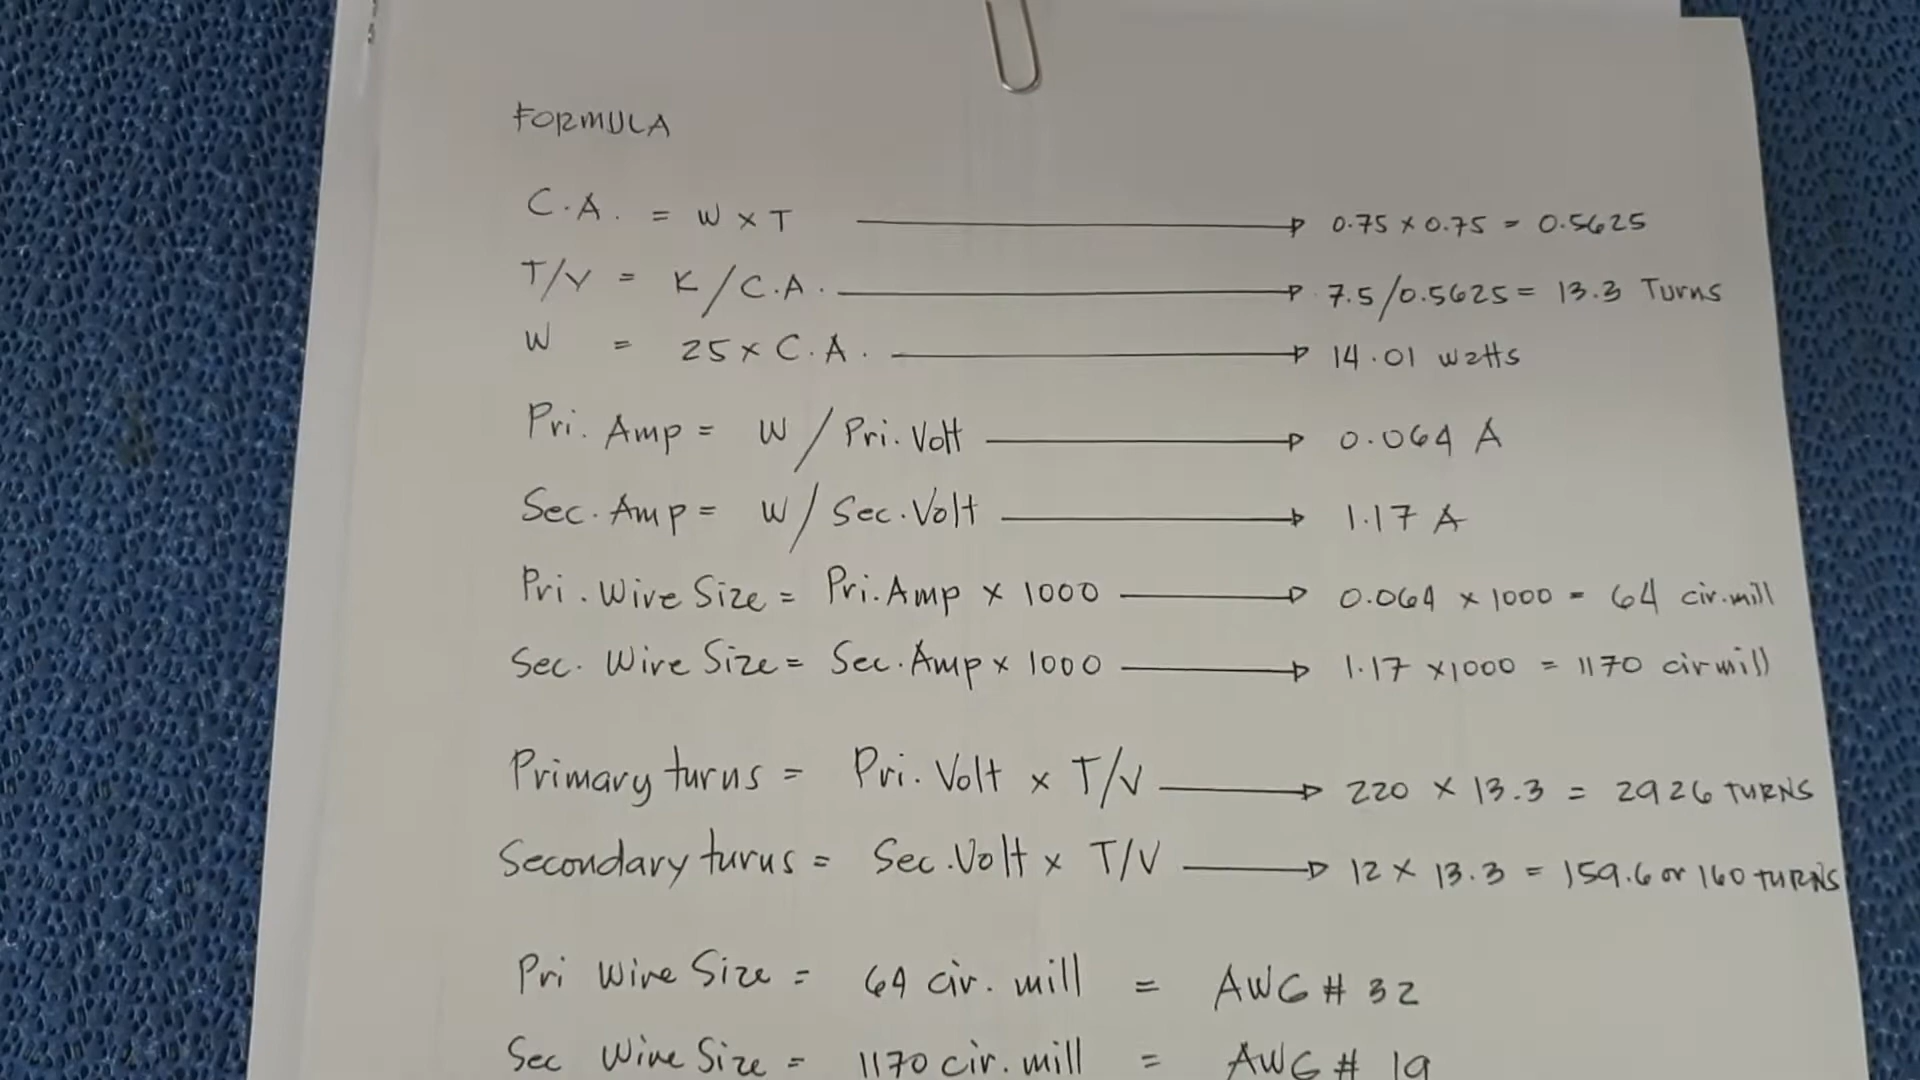 FORMULA
C.A. = W x T → 0.75 x 0.75 = 0.5625
T/V = K/C.A. → 7.5/0.5625 = 13.3 Turns
W = 25 x C.A. → 14.01 watts
Pri. Amp = W / Pri. Volt → 0.064 A
Sec. Amp = W / Sec. Volt → 1.17 A
Pri. Wire Size = Pri. Amp x 1000 → 0.064 x 1000 = 64 cir. mill
Sec. Wire Size = Sec. Amp x 1000 → 1.17 x 1000 = 1170 cir mill
Primary turns = Pri. Volt x T/V → 220 x 13.3 = 2926 TURNS
Secondary turns = Sec. Volt x T/V → 12 x 13.3 = 159.6 or 160 TURNS
Pri Wire Size = 64 cir. mill = AWG # 32
Sec Wire Size = 1170 cir. mill = AWG # 19